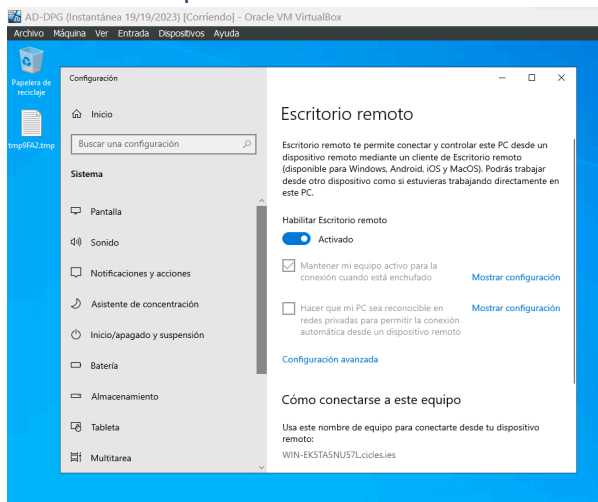 AD-DPG (Instantánea 19/19/2023) [Corriendo] - Oracle VM VirtualBox
Archivo Máquina Ver Entrada Dispositivos Ayuda
Papelera de
reciclaje
tmp9FA2.tmp
Configuración
Inicio
Buscar una configuración
Sistema
Pantalla
Sonido
Notificaciones y acciones
Asistente de concentración
Inicio/apagado y suspensión
Batería
Almacenamiento
Tableta
Multitarea
Escritorio remoto
Escritorio remoto te permite conectar y controlar este PC desde un
dispositivo remoto mediante un cliente de Escritorio remoto
(disponible para Windows, Android, iOS y MacOS). Podrás trabajar
desde otro dispositivo como si estuvieras trabajando directamente en
este PC.
Habilitar Escritorio remoto
Activado
Mantener mi equipo activo para la
conexión cuando está enchufado
Mostrar configuración
Hacer que mi PC sea reconocible en
redes privadas para permitir la conexión
automática desde un dispositivo remoto
Mostrar configuración
Configuración avanzada
Cómo conectarse a este equipo
Usa este nombre de equipo para conectarte desde tu dispositivo
remoto:
WIN-EK5TA5NU57L.cicles.ies